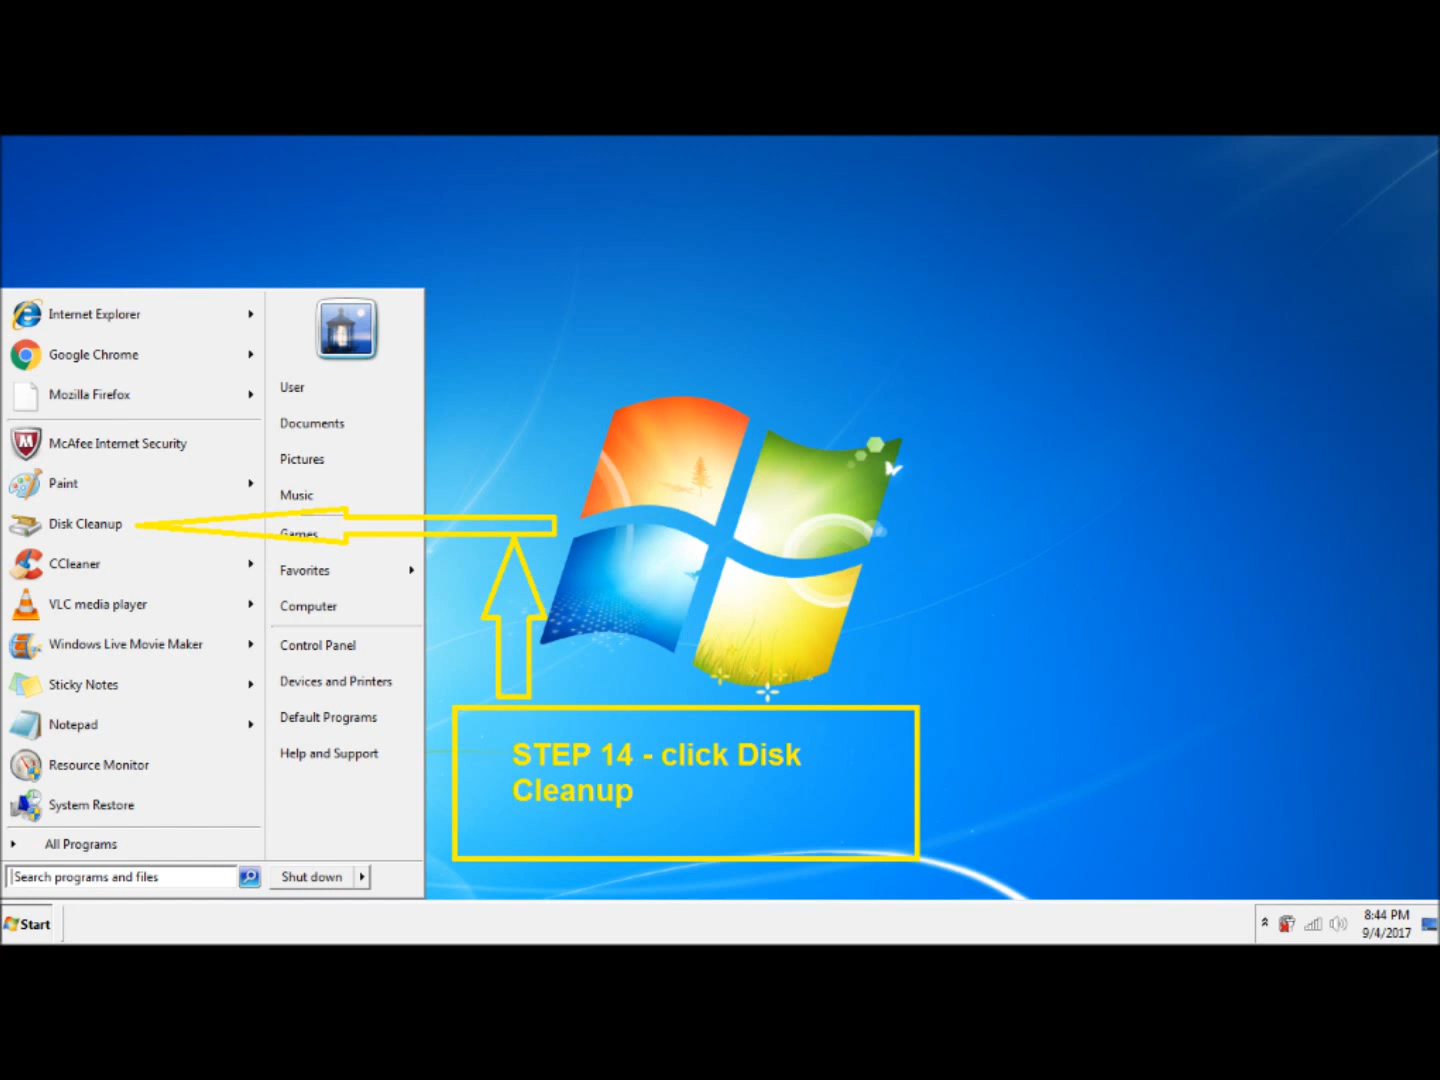 Internet Explorer
Google Chrome
Mozilla Firefox
McAfee Internet Security
Paint
Disk Cleanup
CCleaner
VLC media player
Windows Live Movie Maker
Sticky Notes
Notepad
Resource Monitor
System Restore
All Programs
Search programs and files
User
Documents
Pictures
Music
Games
Favorites
Computer
Control Panel
Devices and Printers
Default Programs
Help and Support
Shut down
STEP 14 - click Disk
Cleanup
Start
8:44 PM
9/4/2017